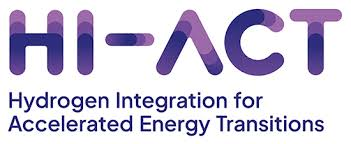 HI-ACT
Hydrogen Integration for
Accelerated Energy Transitions